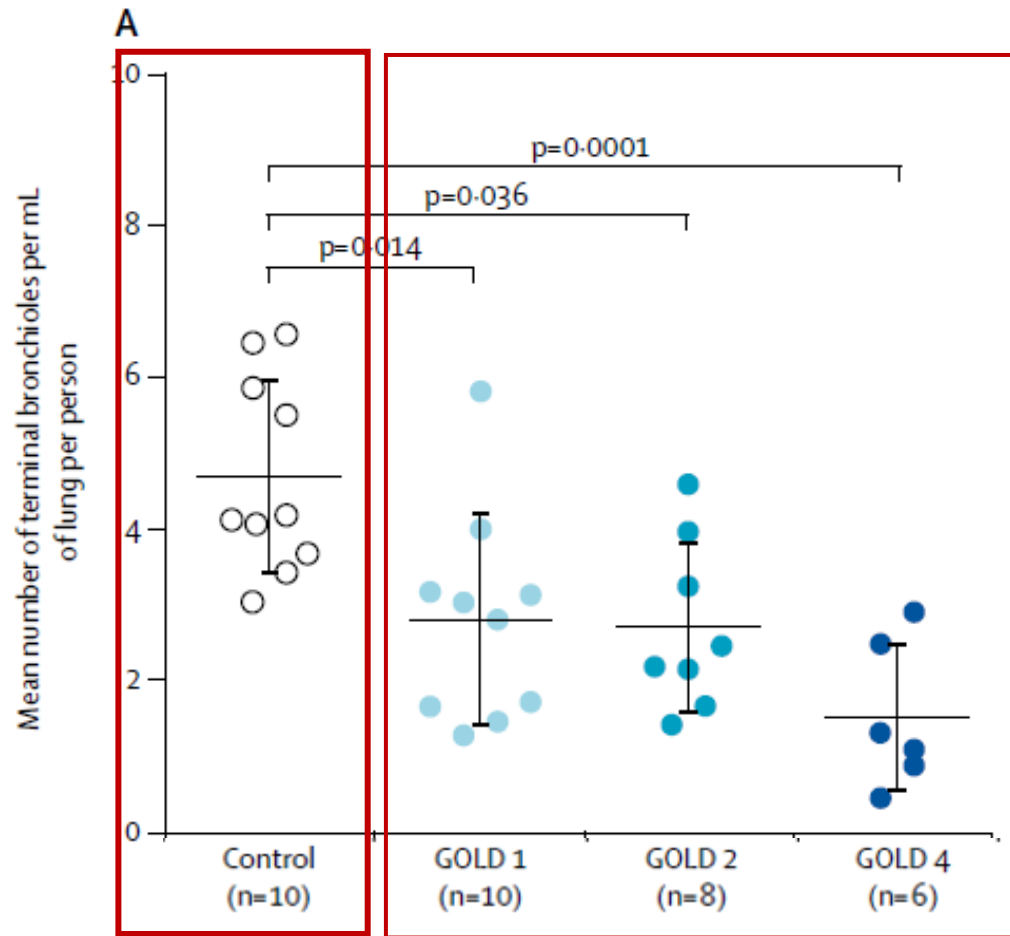 A
Mean number of terminal bronchioles per mL
of lung per person
10
8
6
4
2
0
p=0·0001
p=0·036
p=0·014
Control
(n=10)
GOLD 1
(n=10)
GOLD 2
(n=8)
GOLD 4
(n=6)